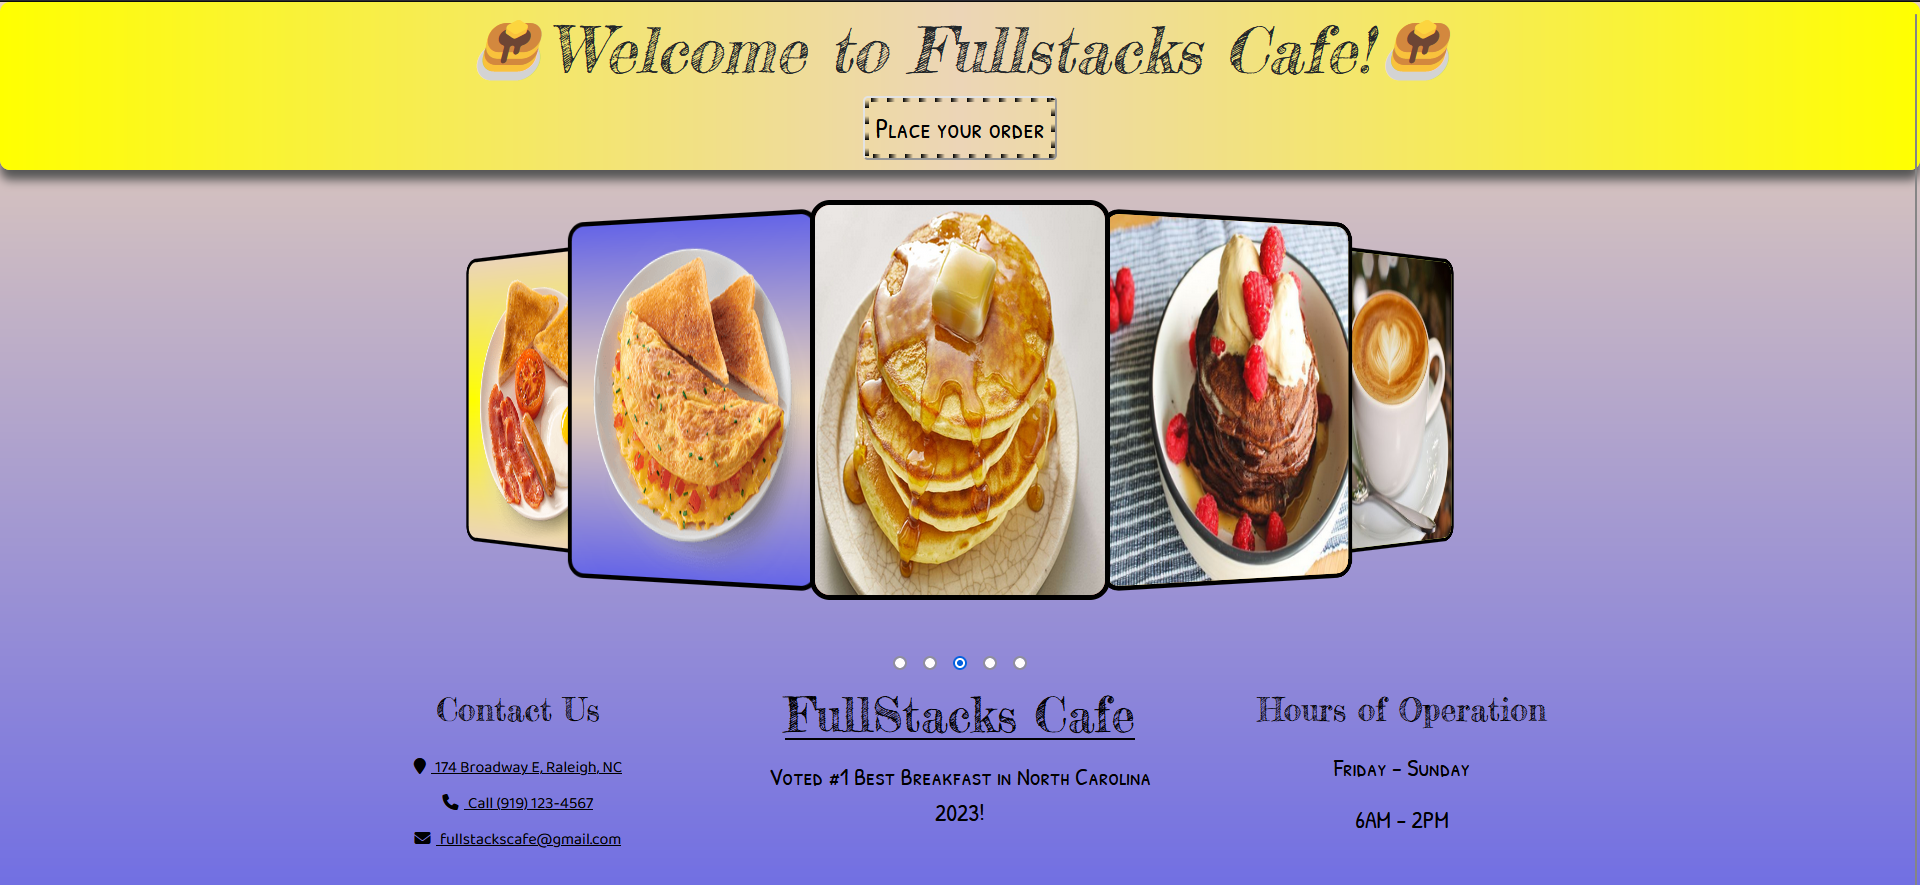 Welcome to Fullstacks Cafe!
Place your order
Contact Us
174 Broadway E, Raleigh, NC
Call (919) 123-4567
fullstackscafe@gmail.com
FullStacks Cafe
Voted #1 Best Breakfast in North Carolina
2023!
Hours of Operation
Friday - Sunday
6AM - 2PM